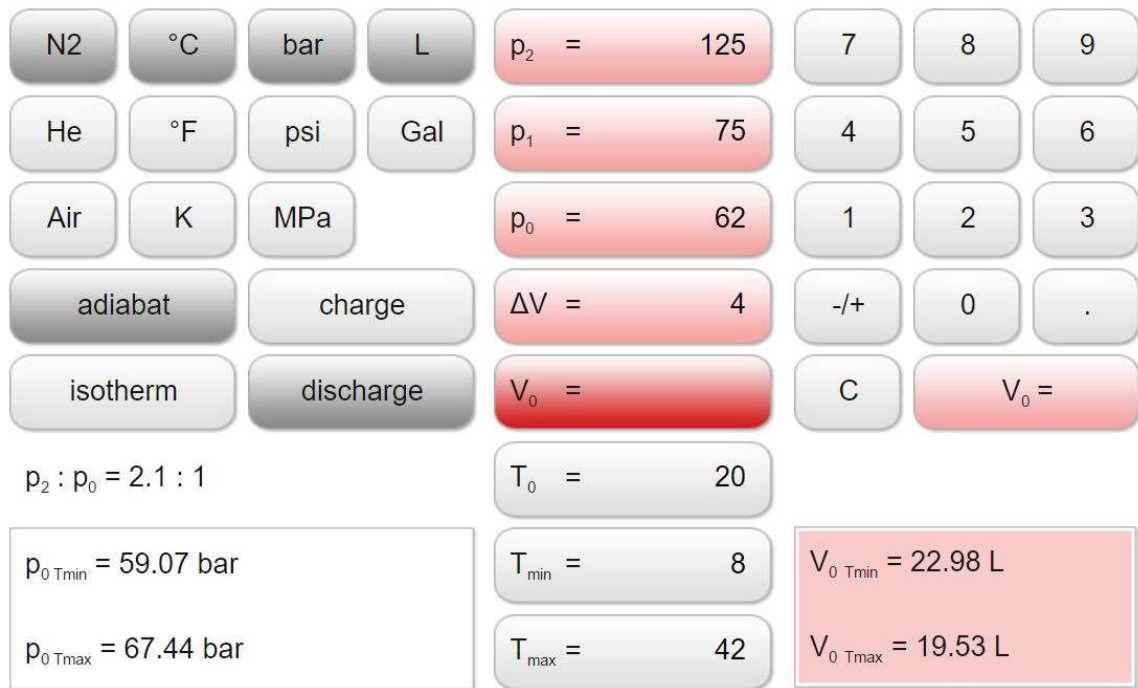 N2 °C bar L p₂ = 125 7 8 9
He °F psi Gal p₁ = 75 4 5 6
Air K MPa p₀ = 62 1 2 3
adiabat charge ΔV = 4 -/+ 0 .
isotherm discharge V₀ = C V₀ =
p₂ : p₀ = 2.1 : 1 T₀ = 20
p₀ Tmin = 59.07 bar Tmin = 8 V₀ Tmin = 22.98 L
p₀ Tmax = 67.44 bar Tmax = 42 V₀ Tmax = 19.53 L